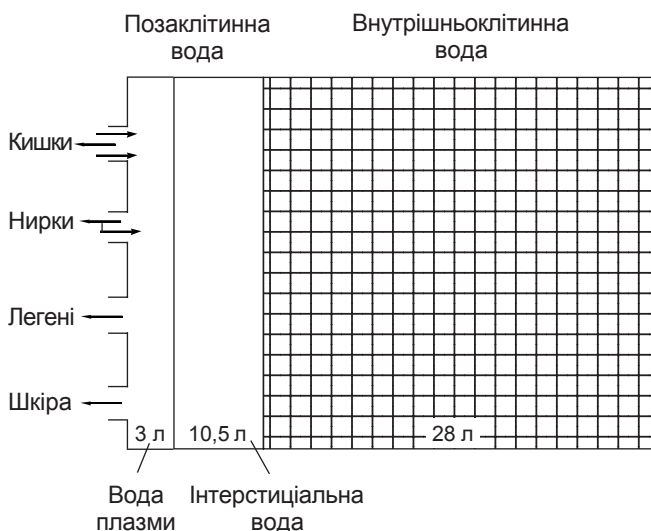 Позаклітинна
вода
Внутрішньоклітинна
вода
Кишки
Нирки
Легені
Шкіра
3 л
10,5 л
28 л
Вода
плазми
Інтерстиціальна
вода